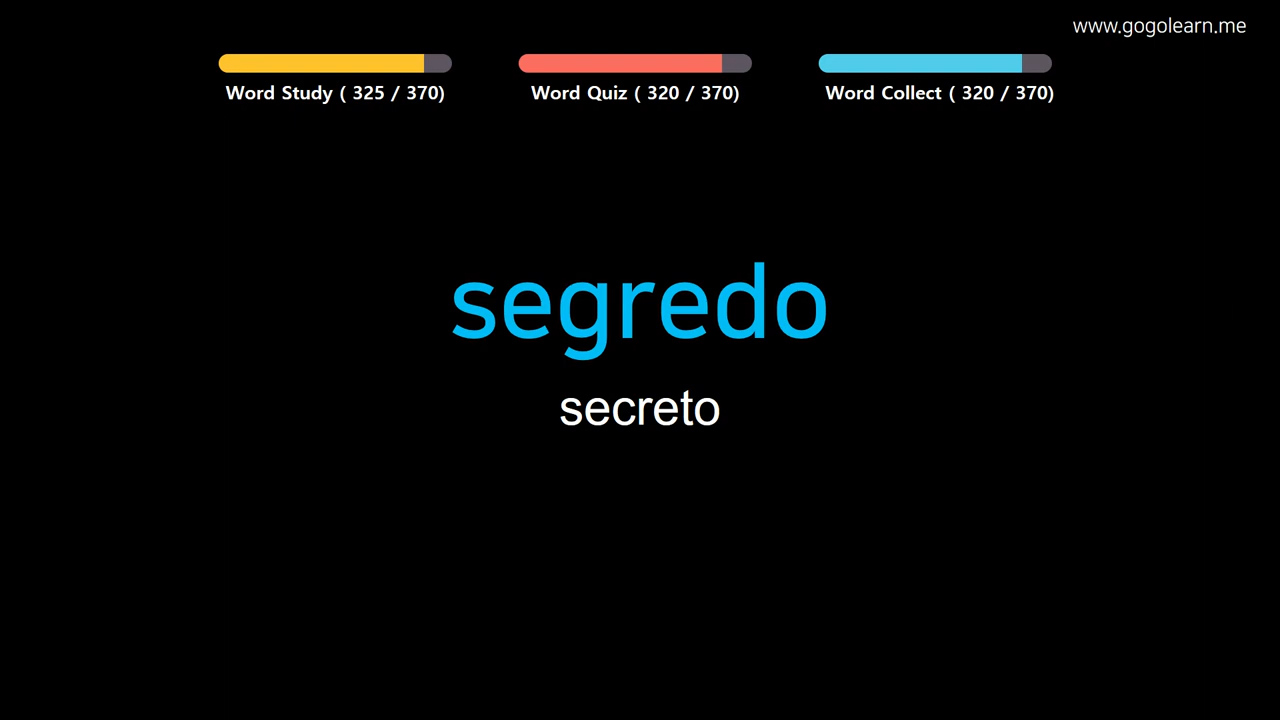 www.gogolearn.me
Word Study ( 325 / 370)
Word Quiz ( 320 / 370)
Word Collect ( 320 / 370)
segredo
secreto